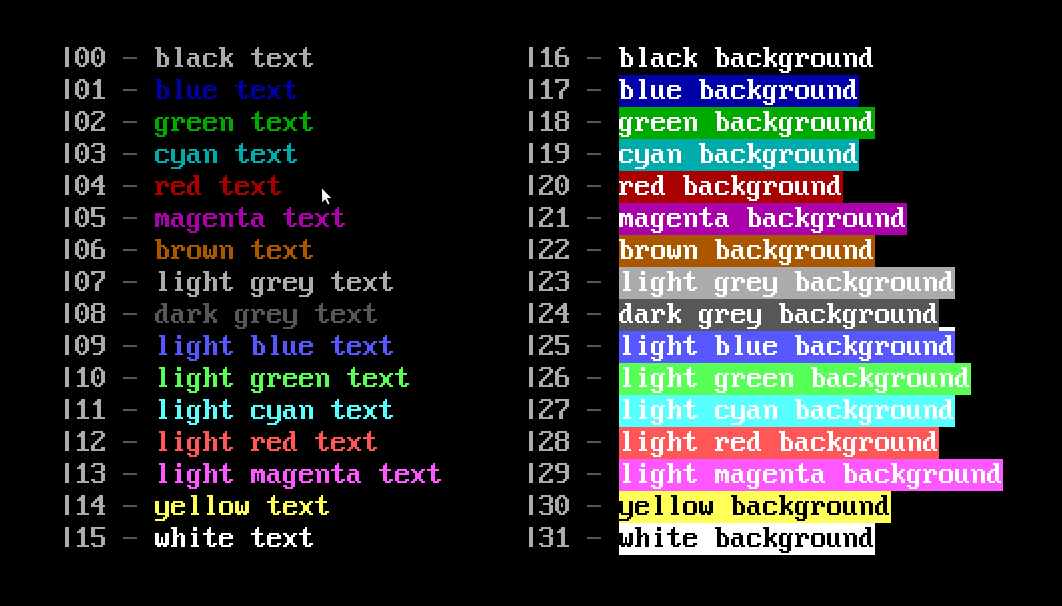 |00 - black text
|01 - blue text
|02 - green text
|03 - cyan text
|04 - red text
|05 - magenta text
|06 - brown text
|07 - light grey text
|08 - dark grey text
|09 - light blue text
|10 - light green text
|11 - light cyan text
|12 - light red text
|13 - light magenta text
|14 - yellow text
|15 - white text
|16 - black background
|17 - blue background
|18 - green background
|19 - cyan background
|20 - red background
|21 - magenta background
|22 - brown background
|23 - light grey background
|24 - dark grey background_
|25 - light blue background
|26 - light green background
|27 - light cyan background
|28 - light red background
|29 - light magenta background
|30 - yellow background
|31 - white background